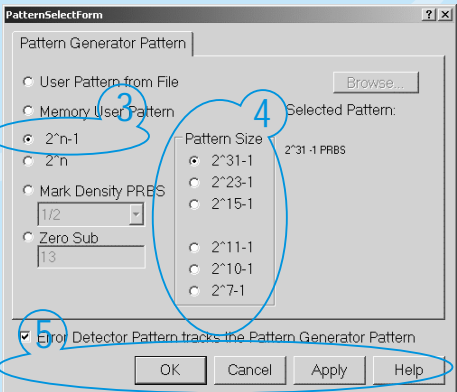 PatternSelectForm
Pattern Generator Pattern
User Pattern from File
Browse...
Memory User Pattern
3
4
Selected Pattern:
2^n-1
Pattern Size
2^31 -1 PRBS
2^n
2^31-1
2^23-1
Mark Density PRBS
2^15-1
1/2
Zero Sub
2^11-1
13
2^10-1
2^7-1
5
Error Detector Pattern tracks the Pattern Generator Pattern
OK
Cancel
Apply
Help